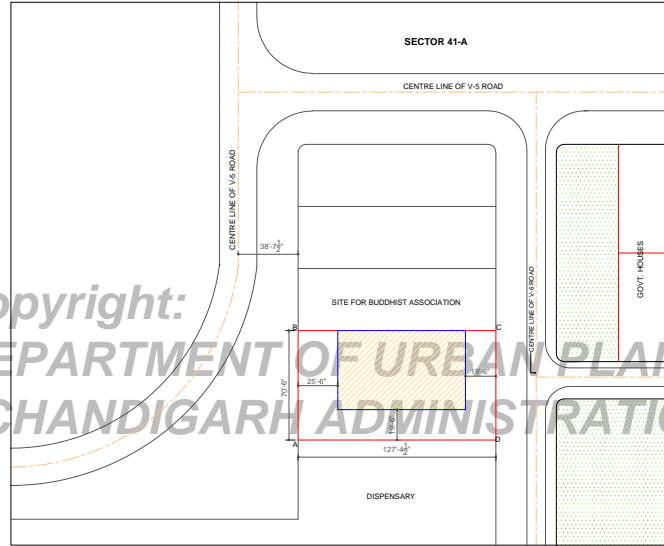 SECTOR 41-A
CENTRE LINE OF V-5 ROAD
CENTRE LINE OF V-5 ROAD
38'-7½"
GOVT. HOUSES
CENTRE LINE OF V-6 ROAD
opyright:
SITE FOR BUDDHIST ASSOCIATION
B
C
EPARTMENT OF URBAN PLAN
70'-6"
25'-6"
19'-6"
CHANDIGARH ADMINISTRATIO
19'-6"
A
D
127'-4½"
DISPENSARY